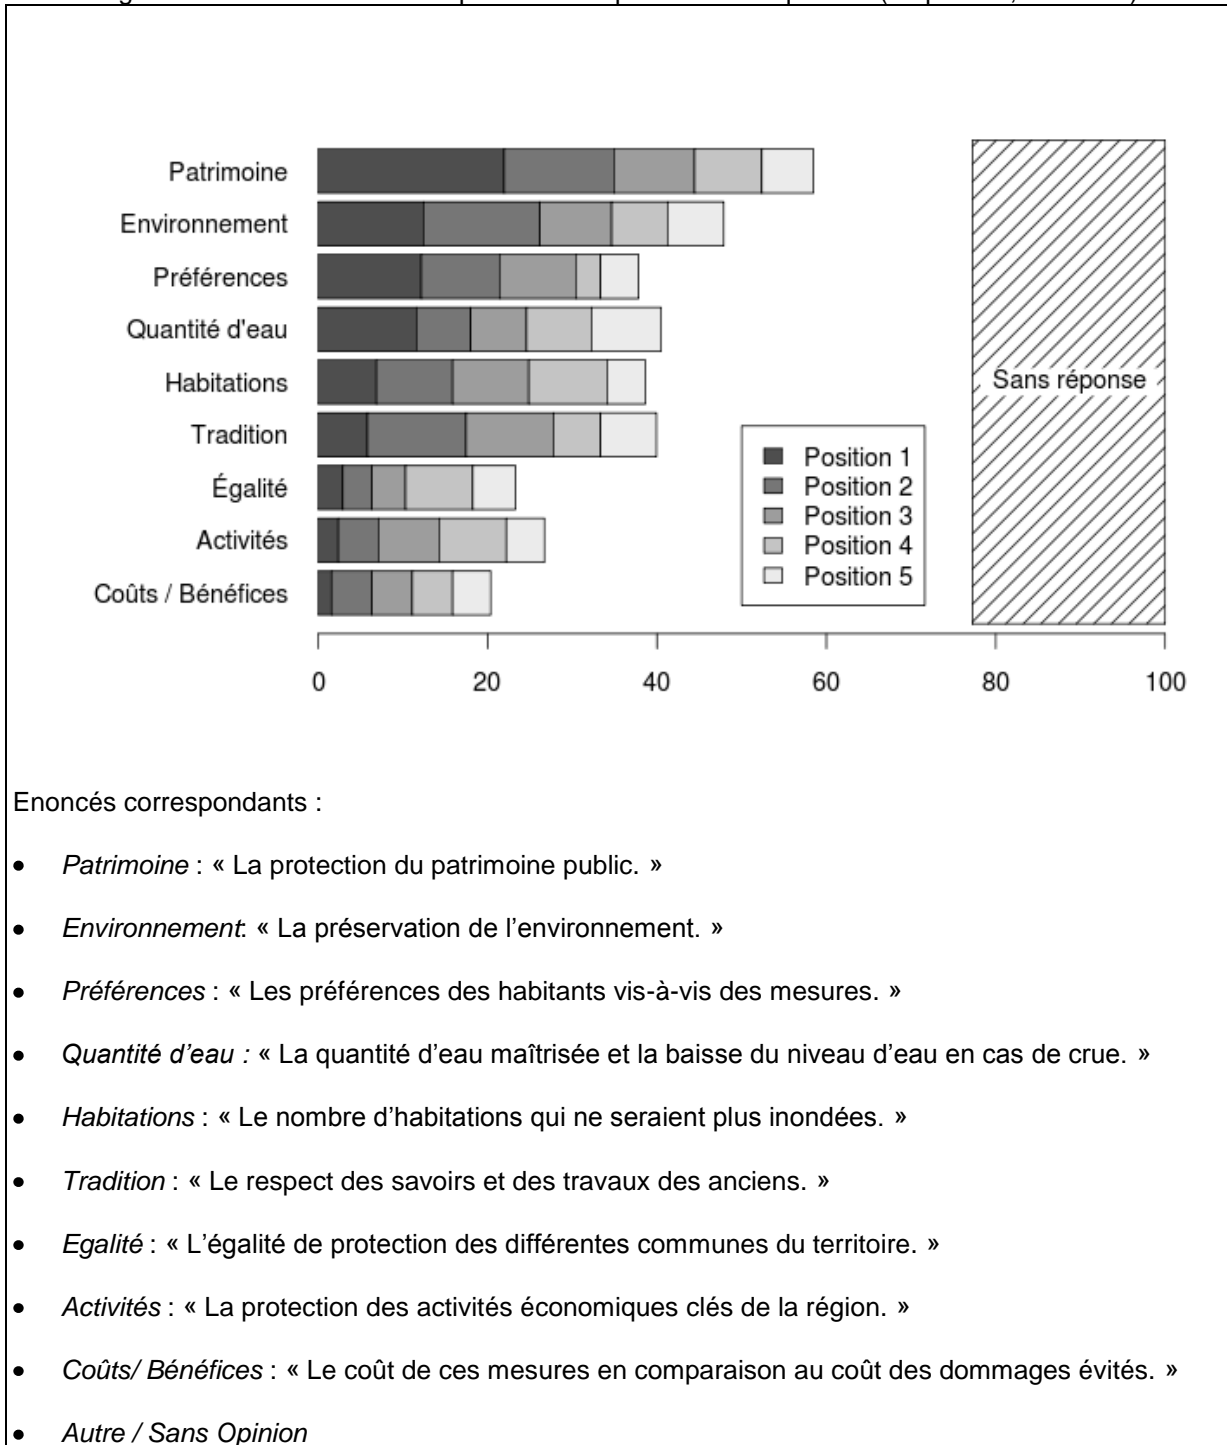 Patrimoine
Environnement
Préférences
Quantité d'eau
Habitations
Tradition
Égalité
Activités
Coûts / Bénéfices
Sans réponse
Position 1
Position 2
Position 3
Position 4
Position 5
0 20 40 60 80 100
Enoncés correspondants :
• Patrimoine : « La protection du patrimoine public. »
• Environnement: « La préservation de l'environnement. »
• Préférences : « Les préférences des habitants vis-à-vis des mesures. »
• Quantité d'eau : « La quantité d'eau maîtrisée et la baisse du niveau d'eau en cas de crue. »
• Habitations : « Le nombre d'habitations qui ne seraient plus inondées. »
• Tradition : « Le respect des savoirs et des travaux des anciens. »
• Egalité : « L'égalité de protection des différentes communes du territoire. »
• Activités : « La protection des activités économiques clés de la région. »
• Coûts/ Bénéfices : « Le coût de ces mesures en comparaison au coût des dommages évités. »
• Autre / Sans Opinion